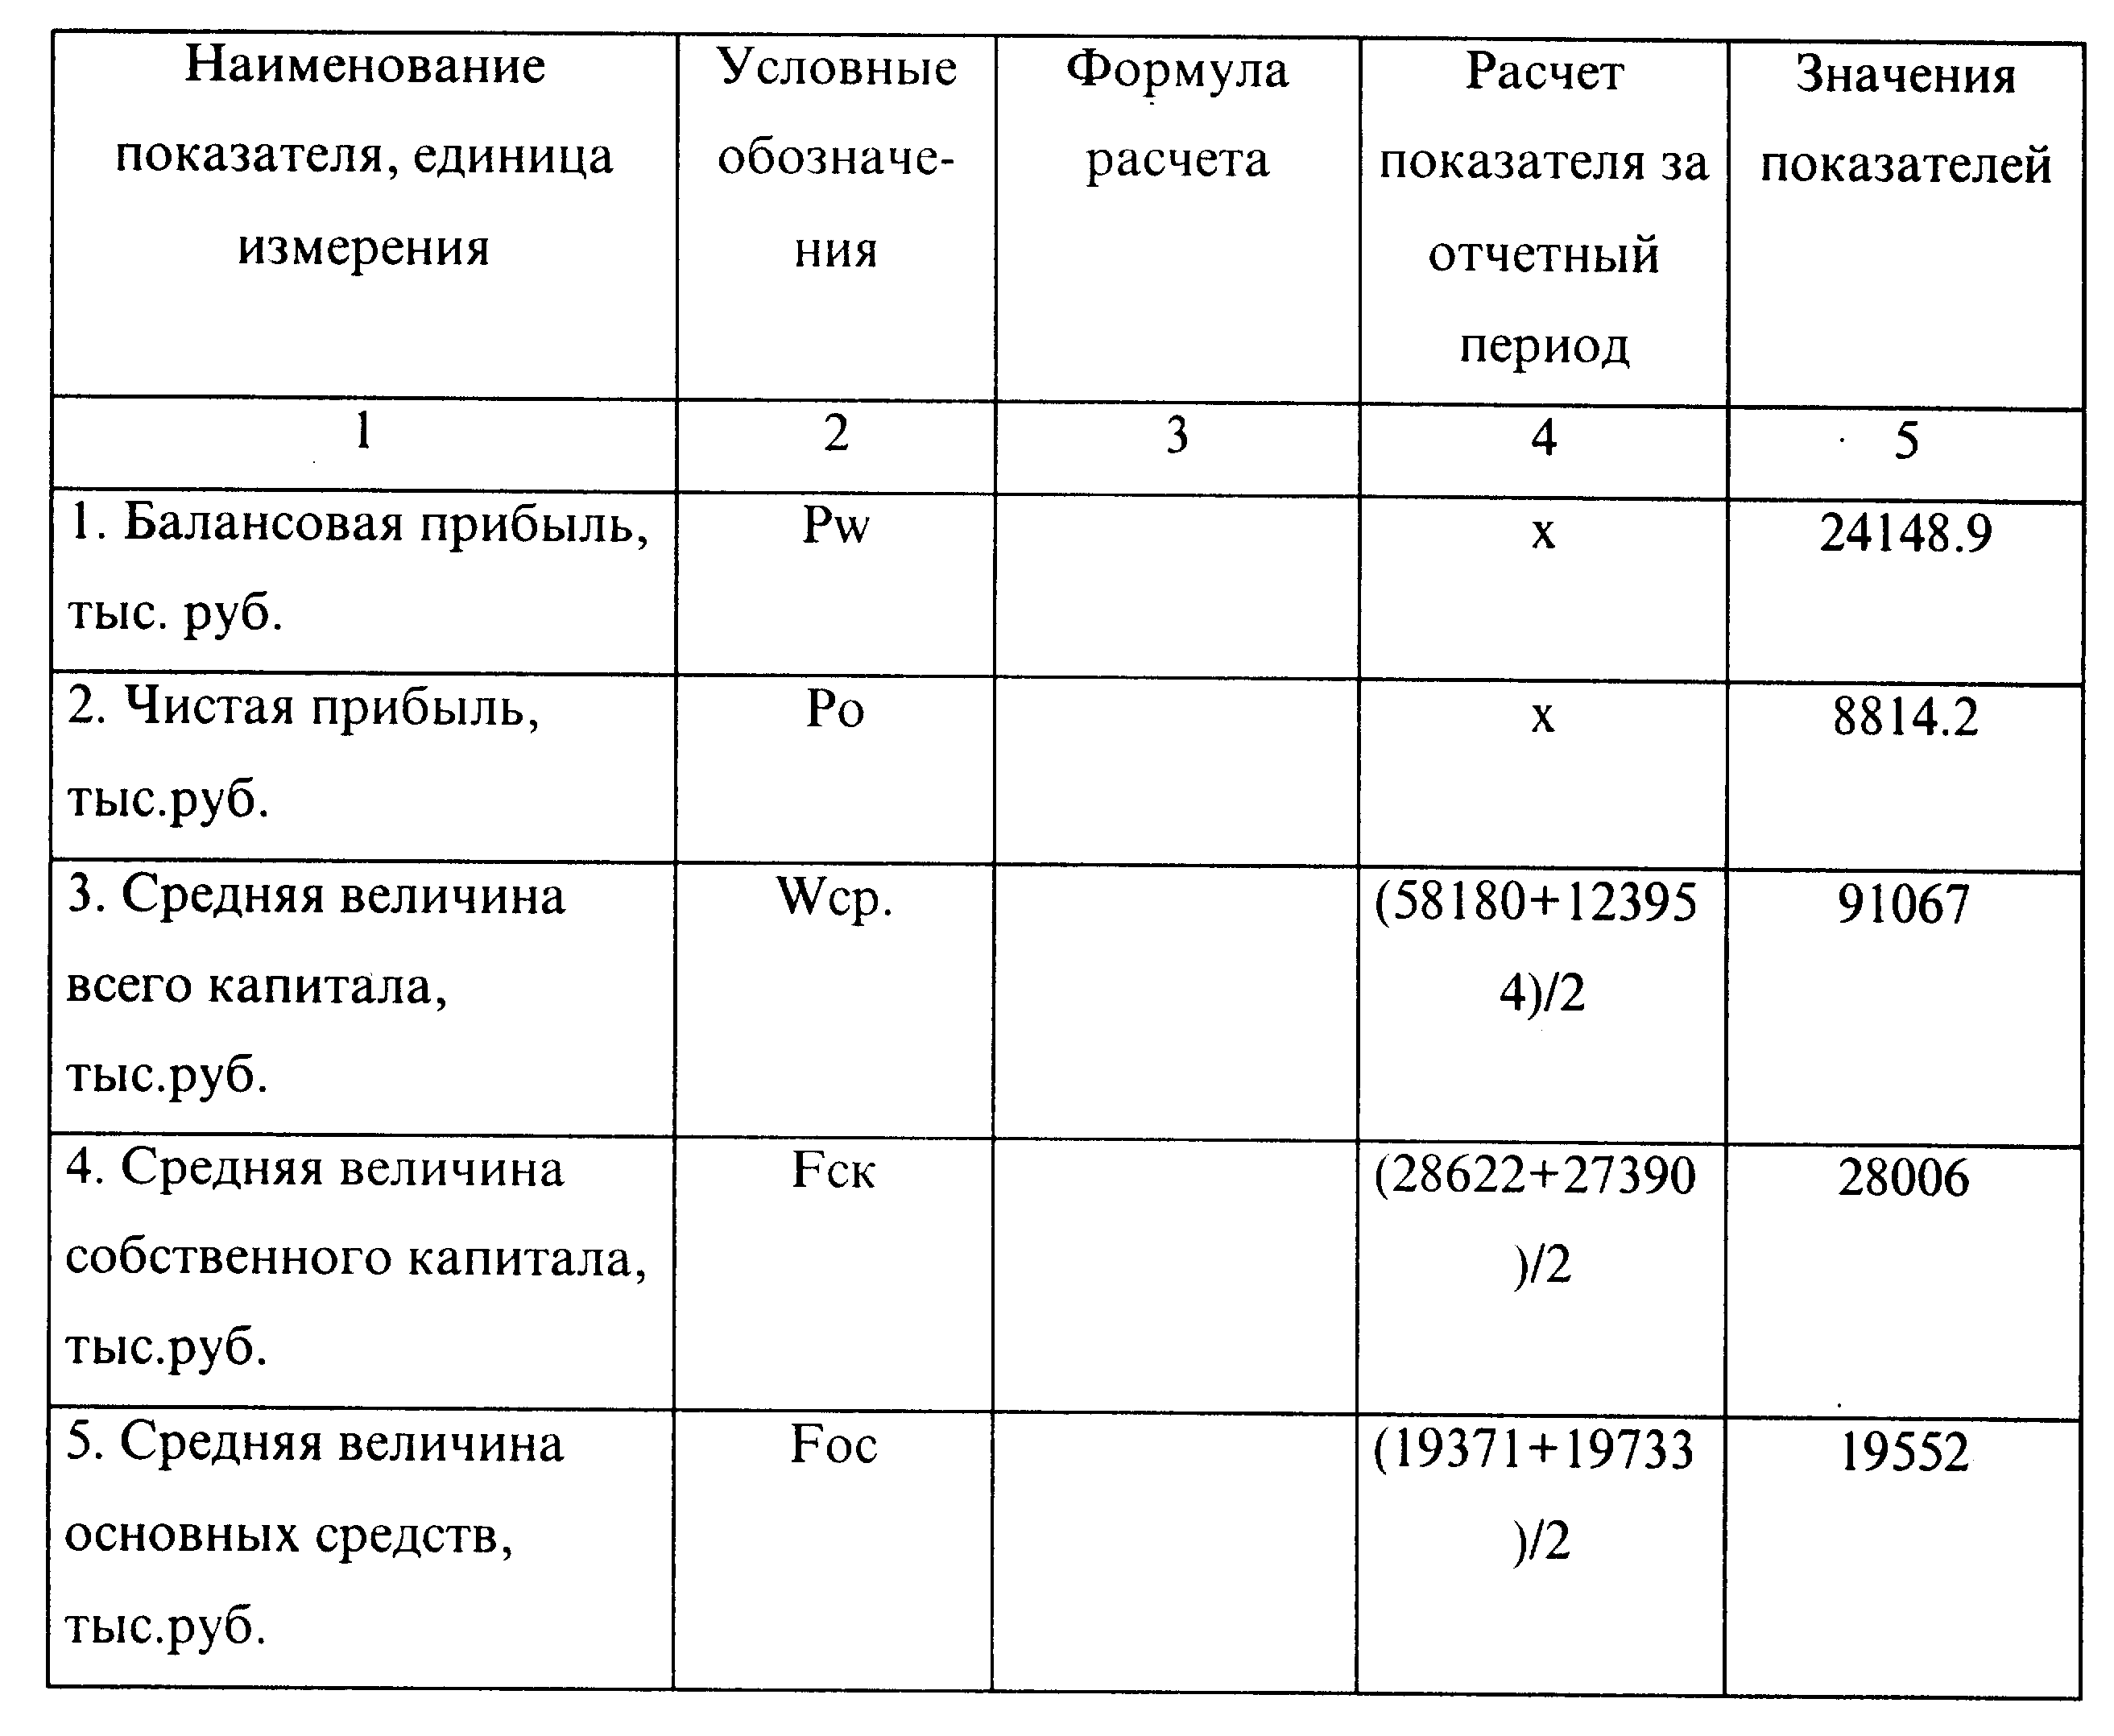 Наименование
показателя, единица
измерения
Условные
обозначе-
ния
Формула
расчета
Расчет
показателя за
отчетный
период
Значения
показателей
1
2
3
4
5
1. Балансовая прибыль,
тыс. руб.
Pw
x
24148.9
2. Чистая прибыль,
тыс.руб.
Po
x
8814.2
3. Средняя величина
всего капитала,
тыс.руб.
Wcp.
(58180+12395
4)/2
91067
4. Средняя величина
собственного капитала,
тыс.руб.
Fск
(28622+27390
)/2
28006
5. Средняя величина
основных средств,
тыс.руб.
Foc
(19371+19733
)/2
19552